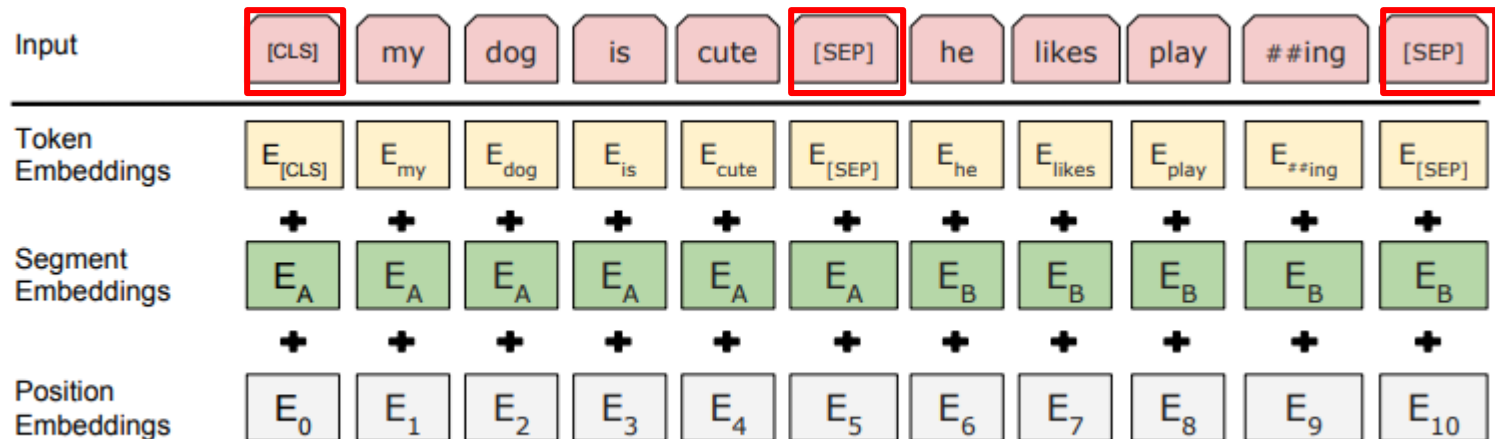 Input [CLS] my dog is cute [SEP] he likes play ##ing [SEP]
Token
Embeddings
E[CLS] Emy Edog Eis Ecute E[SEP] Ehe Elikes Eplay E##ing E[SEP]
+ + + + + + + + + + +
Segment
Embeddings
EA EA EA EA EA EA EB EB EB EB EB
+ + + + + + + + + + +
Position
Embeddings
E0 E1 E2 E3 E4 E5 E6 E7 E8 E9 E10